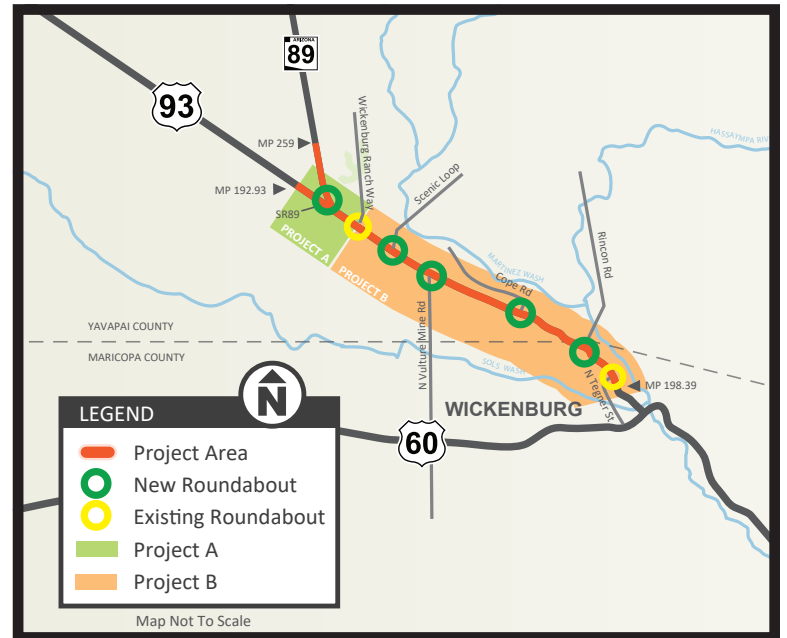 ARIZONA
89
93
MP 259
Wickenburg Ranch Way
Scenic Loop
HASSAYMPA RIV
MP 192.93
SR89
PROJECT A
PROJECT B
MARTINEZ WASH
Rincon Rd
Cope Rd
N Vulture Mine Rd
YAVAPAI COUNTY
MARICOPA COUNTY
SOLS WASH
N Tegner St
MP 198.39
WICKENBURG
60
N
LEGEND
Project Area
New Roundabout
Existing Roundabout
Project A
Project B
Map Not To Scale